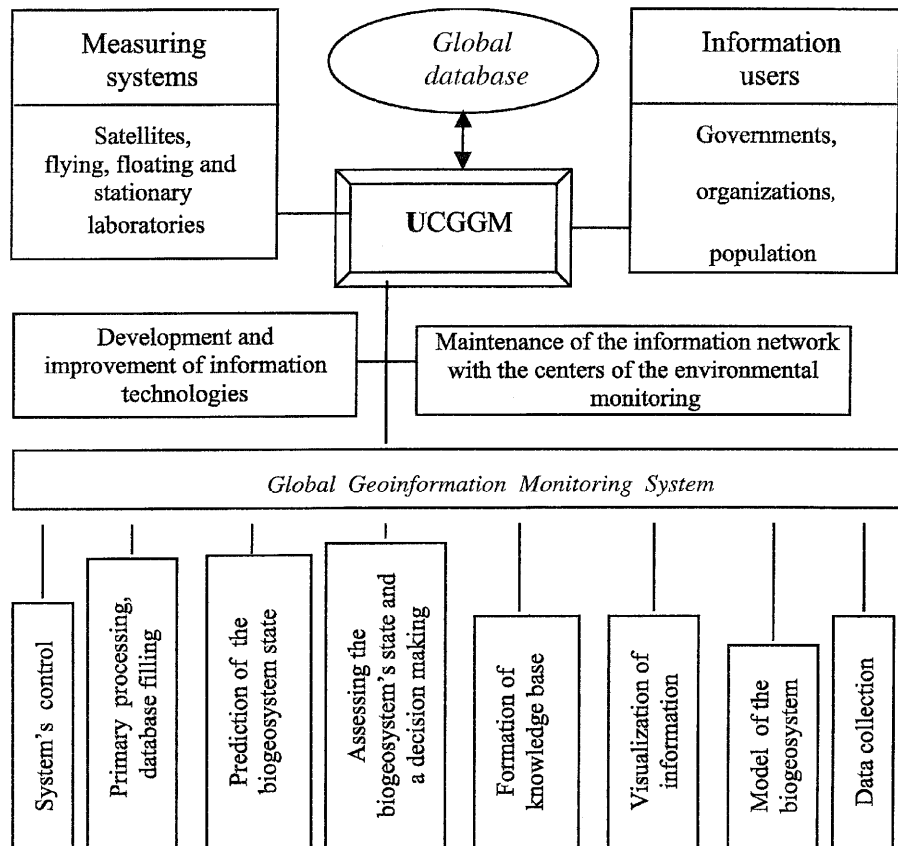 Measuring
systems
Satellites,
flying, floating and
stationary
laboratories
Global
database
Information
users
Governments,
organizations,
population
UCGGM
Development and
improvement of information
technologies
Maintenance of the information network
with the centers of the environmental
monitoring
Global Geoinformation Monitoring System
System's control
Primary processing,
database filling
Prediction of the
biogeosystem state
Assessing the
biogeosystem's state and
a decision making
Formation of
knowledge base
Visualization of
information
Model of the
biogeosystem
Data collection